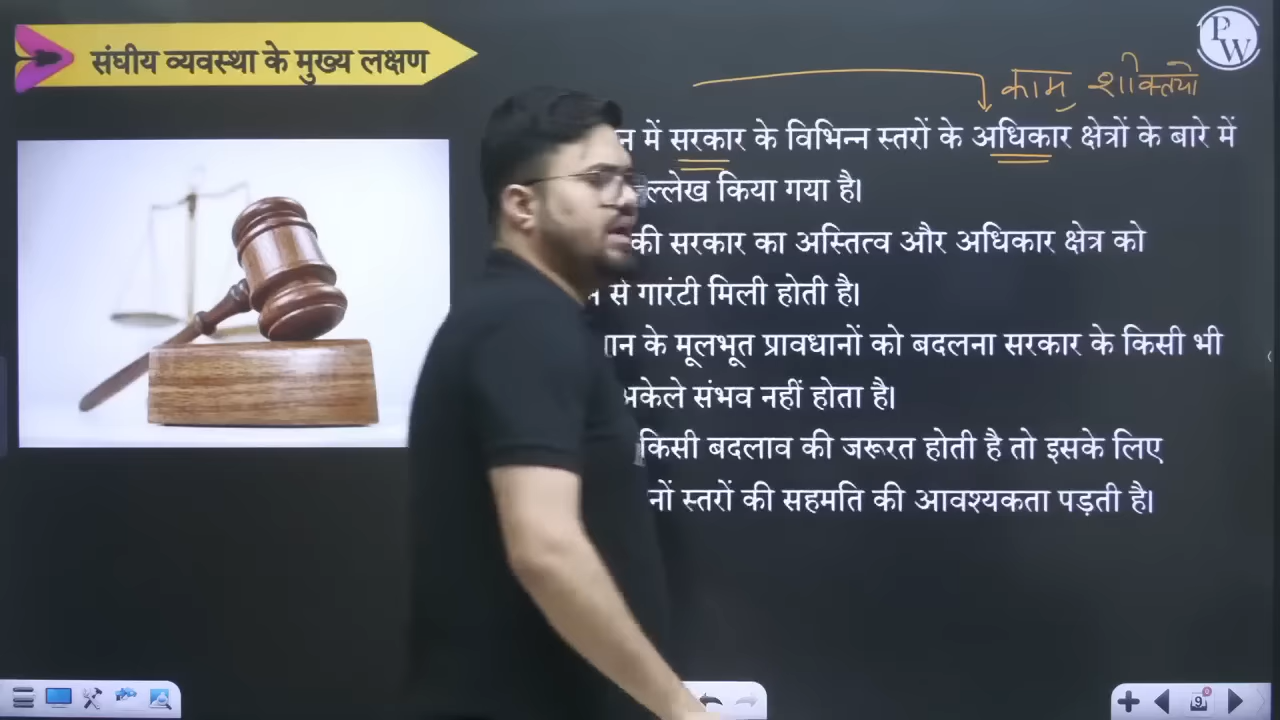 संघीय व्यवस्था के मुख्य लक्षण
PW
काम, शक्तियो
में सरकार के विभिन्न स्तरों के अधिकार क्षेत्रों के बारे में
किया गया है।
की सरकार का अस्तित्व और अधिकार क्षेत्र को
से गारंटी मिली होती है।
के मूलभूत प्रावधानों को बदलना सरकार के किसी भी
अकेले संभव नहीं होता है।
किसी बदलाव की जरूरत होती है तो इसके लिए
स्तरों की सहमति की आवश्यकता पड़ती है।
9